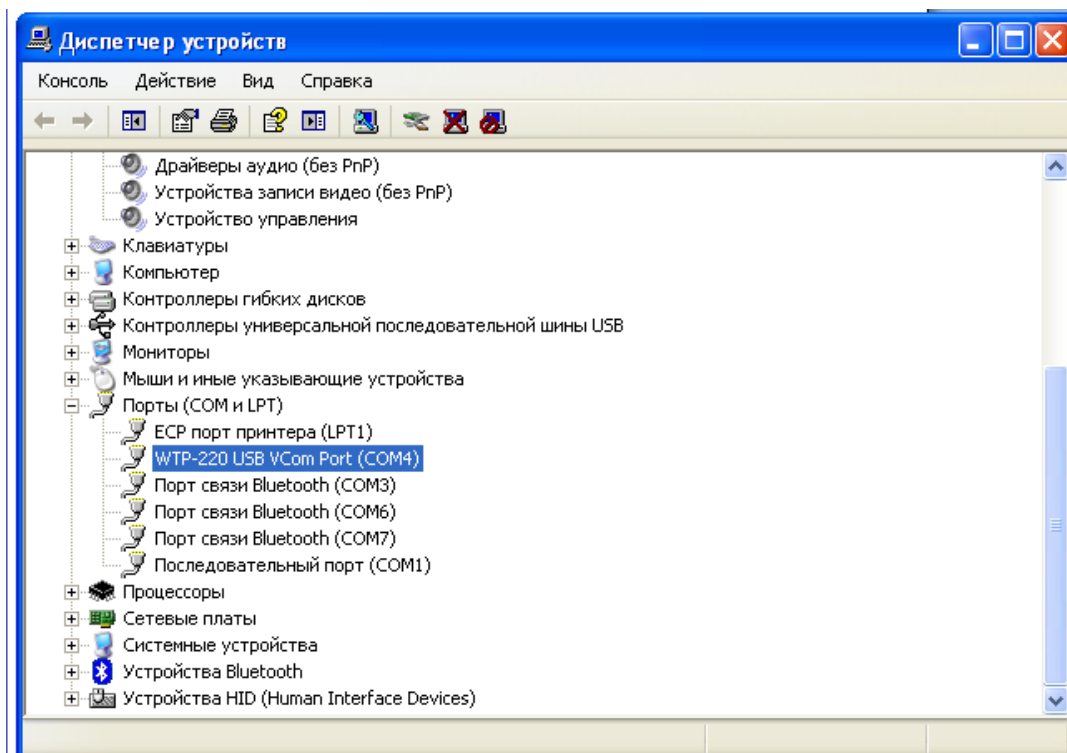 Диспетчер устройств
Консоль Действие Вид Справка
Драйверы аудио (без PnP)
Устройства записи видео (без PnP)
Устройство управления
Клавиатуры
Компьютер
Контроллеры гибких дисков
Контроллеры универсальной последовательной шины USB
Мониторы
Мыши и иные указывающие устройства
Порты (COM и LPT)
ECP порт принтера (LPT1)
WTP-220 USB VCom Port (COM4)
Порт связи Bluetooth (COM3)
Порт связи Bluetooth (COM6)
Порт связи Bluetooth (COM7)
Последовательный порт (COM1)
Процессоры
Сетевые платы
Системные устройства
Устройства Bluetooth
Устройства HID (Human Interface Devices)